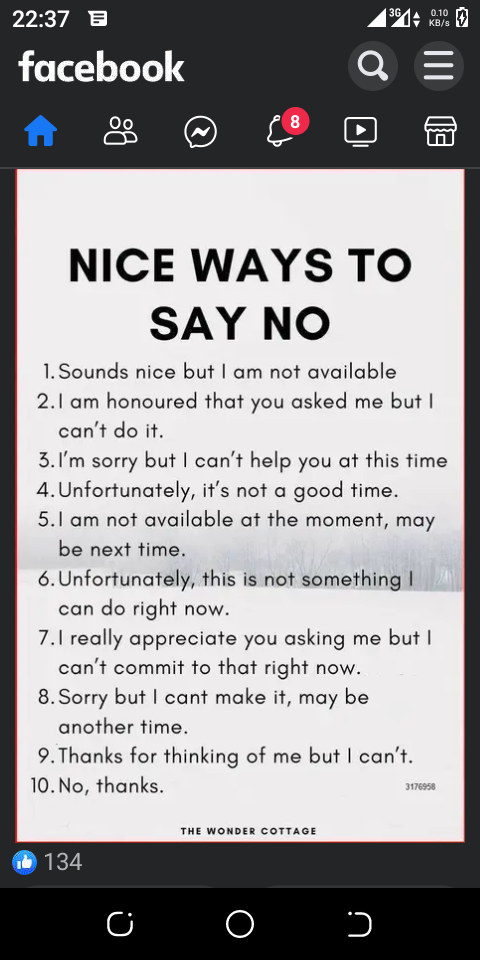 22:37
3G
0.10
KB/s
facebook
8
NICE WAYS TO
SAY NO
1. Sounds nice but I am not available
2. I am honoured that you asked me but I
can't do it.
3. I'm sorry but I can't help you at this time
4. Unfortunately, it's not a good time.
5. I am not available at the moment, may
be next time.
6. Unfortunately, this is not something I
can do right now.
7. I really appreciate you asking me but I
can't commit to that right now.
8. Sorry but I cant make it, may be
another time.
9. Thanks for thinking of me but I can't.
10. No, thanks.
3176958
THE WONDER COTTAGE
134